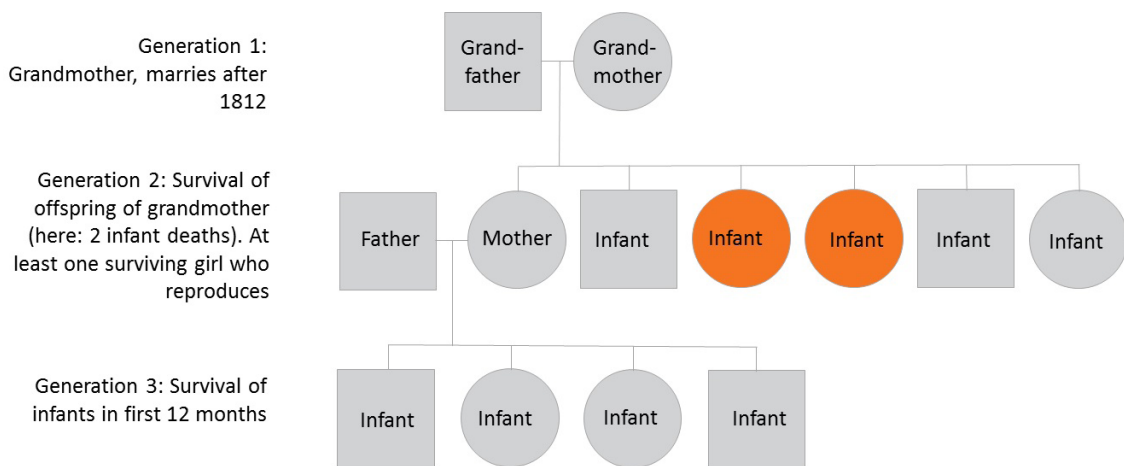 Generation 1:
Grandmother, marries after
1812
Grand-
father
Grand-
mother
Generation 2: Survival of
offspring of grandmother
(here: 2 infant deaths). At
least one surviving girl who
reproduces
Father
Mother
Infant
Infant
Infant
Infant
Infant
Generation 3: Survival of
infants in first 12 months
Infant
Infant
Infant
Infant